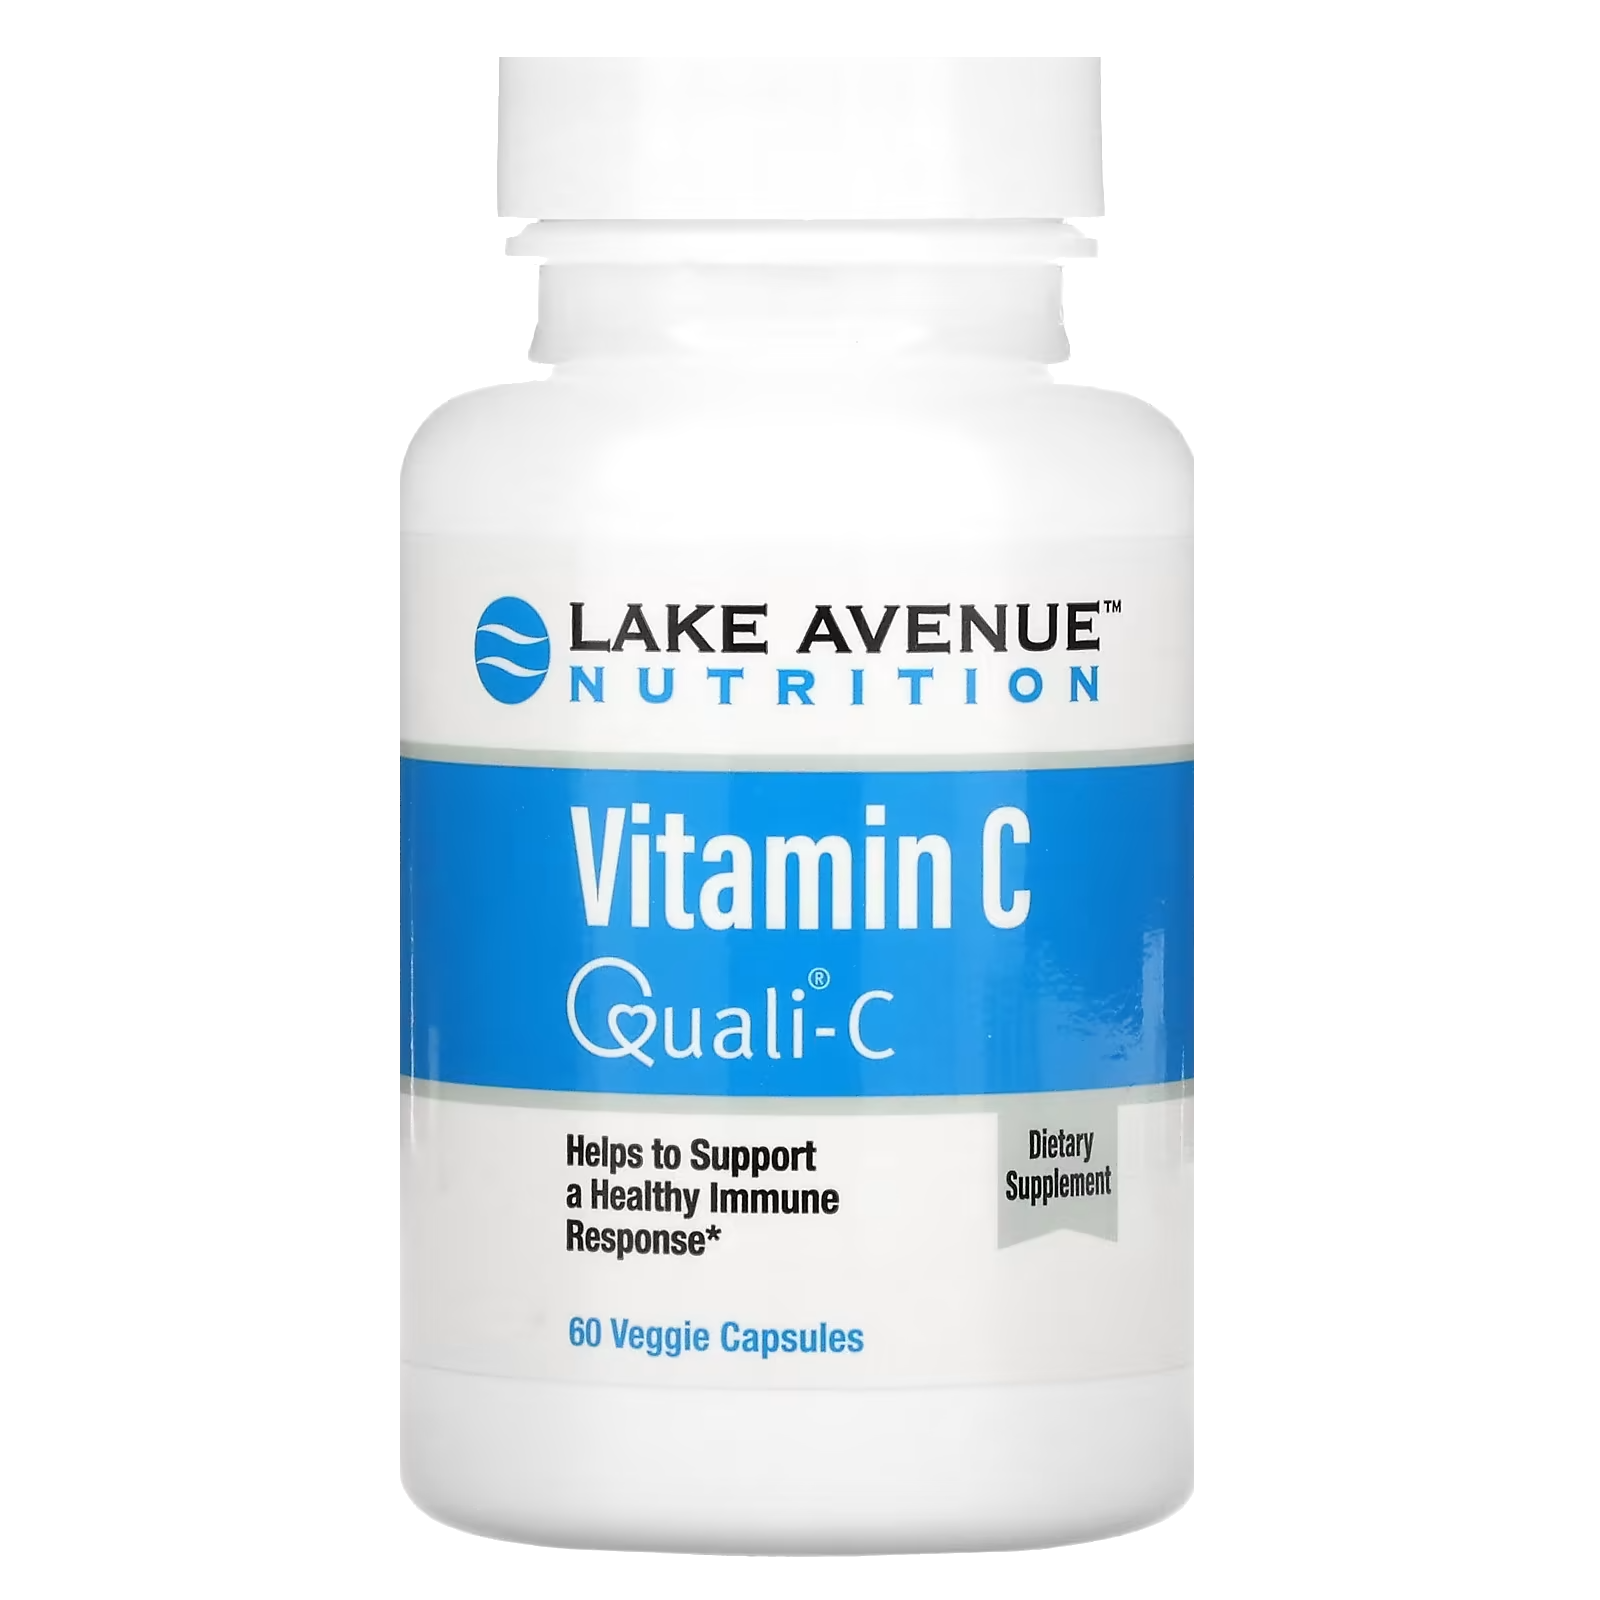 LAKE AVENUE™
NUTRITION
Vitamin C
Quali®-C
Helps to Support
a Healthy Immune
Response*
Dietary
Supplement
60 Veggie Capsules